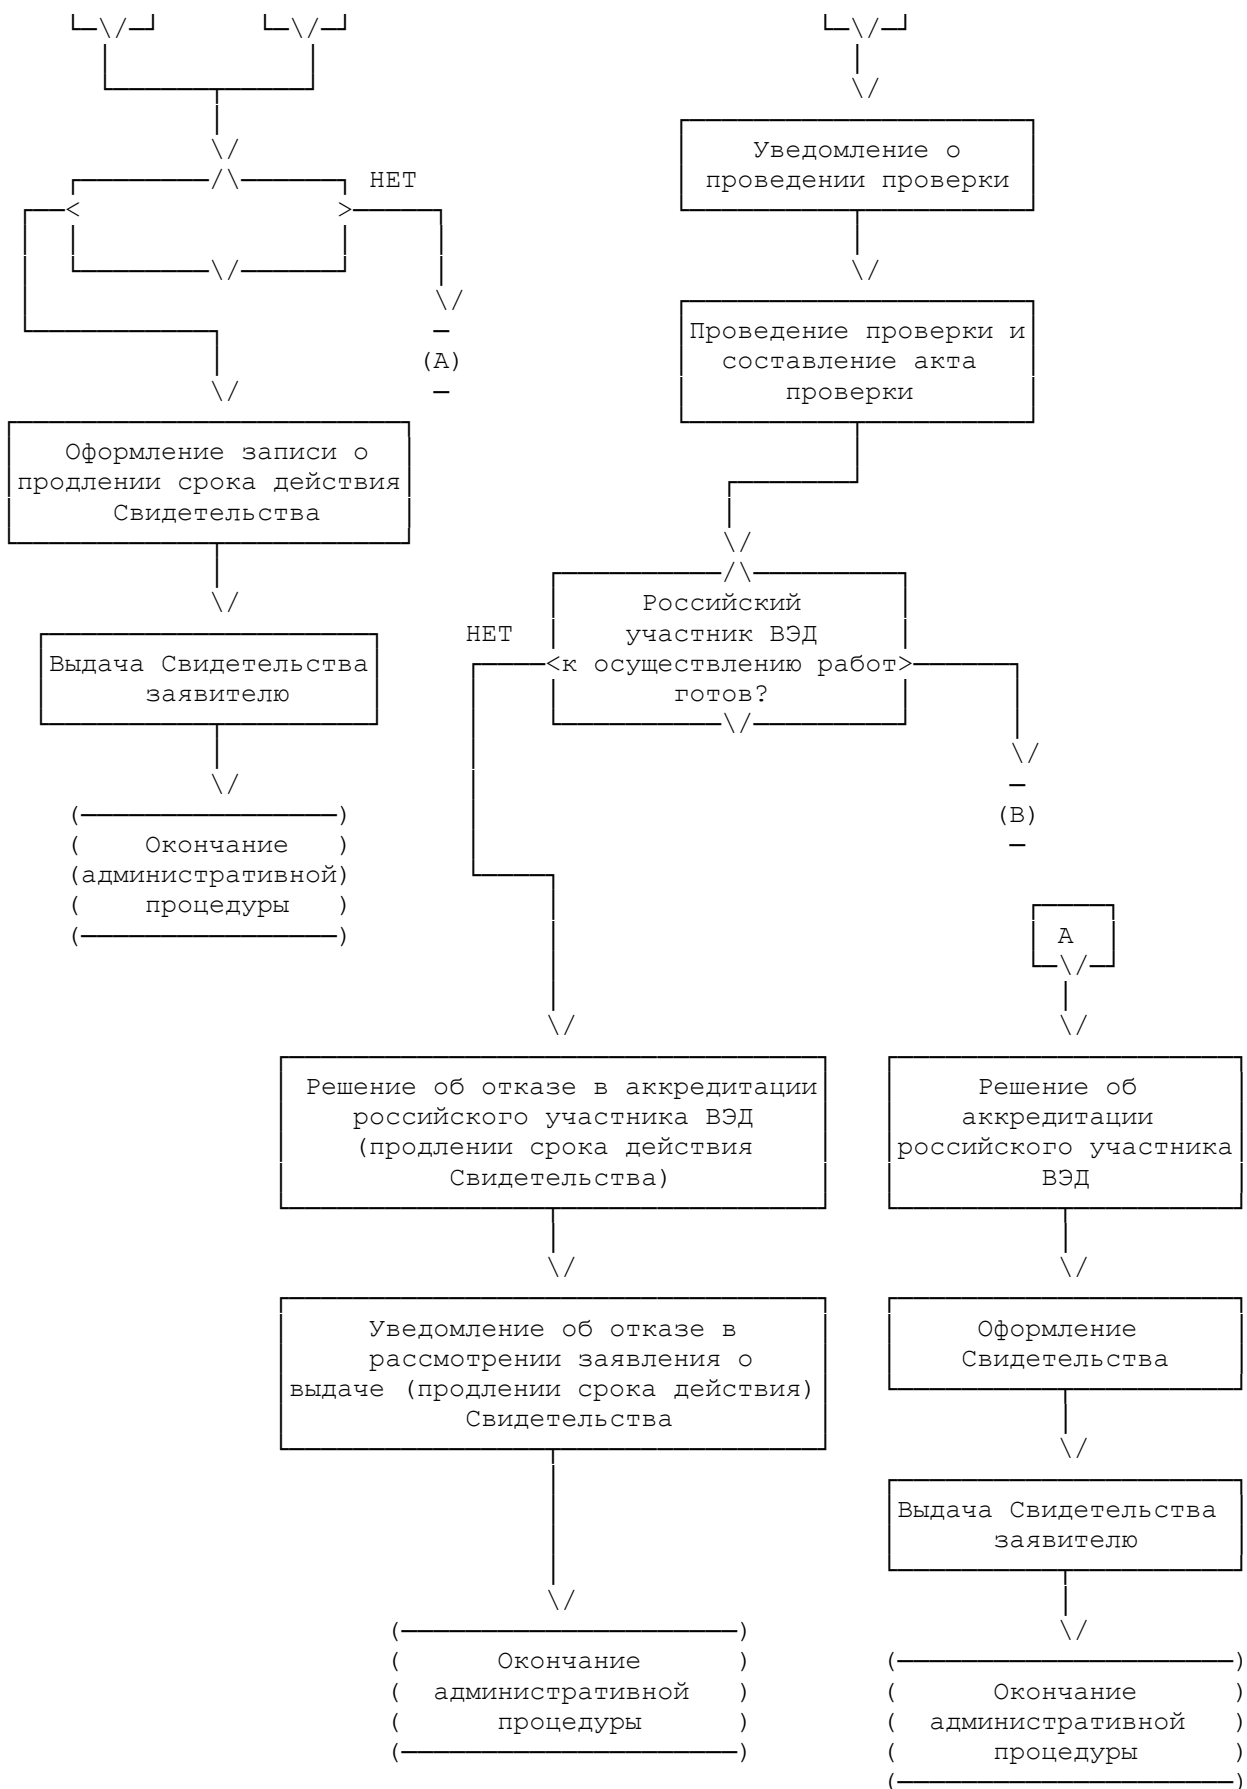 Уведомление о
проведении проверки
НЕТ
Проведение проверки и
составление акта
проверки
(А)
Оформление записи о
продлении срока действия
Свидетельства
Российский
участник ВЭД
к осуществлению работ
готов?
НЕТ
Выдача Свидетельства
заявителю
(В)
Окончание
административной
процедуры
А
Решение об отказе в аккредитации
российского участника ВЭД
(продлении срока действия
Свидетельства)
Решение об
аккредитации
российского участника
ВЭД
Уведомление об отказе в
рассмотрении заявления о
выдаче (продлении срока действия)
Свидетельства
Оформление
Свидетельства
Выдача Свидетельства
заявителю
Окончание
административной
процедуры
Окончание
административной
процедуры